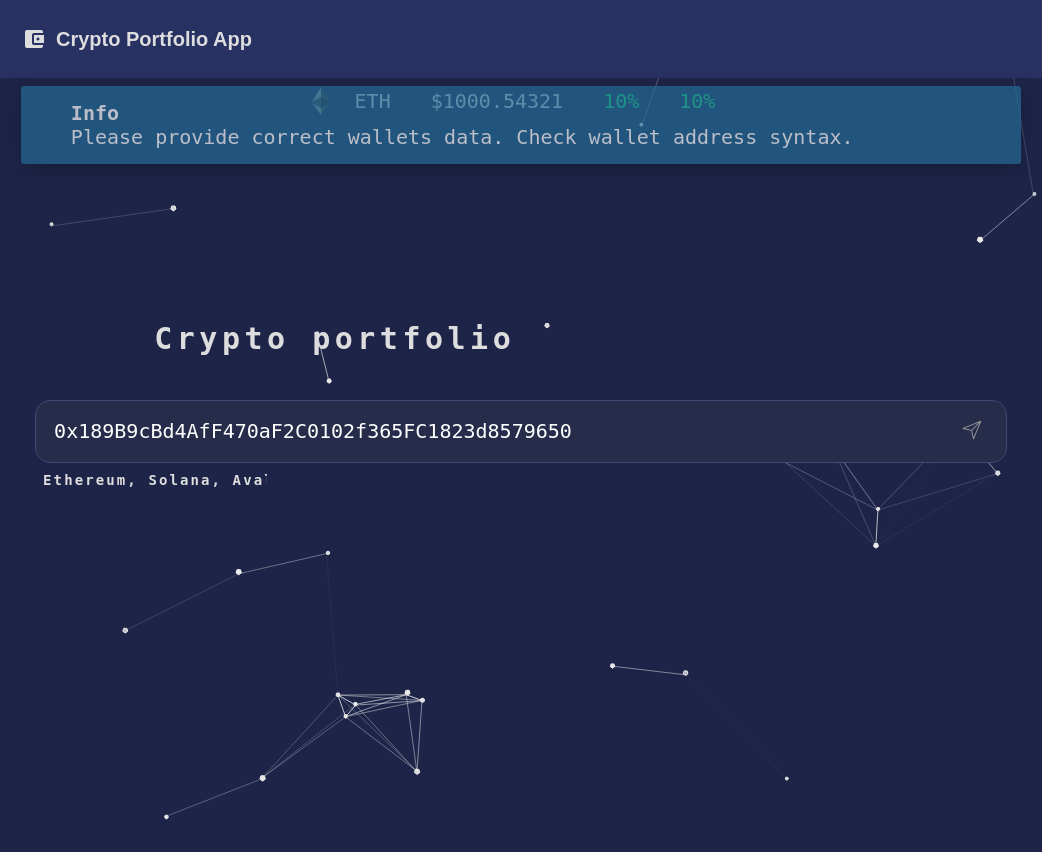 Crypto Portfolio App
ETH $1000.54321 10% 10%
Info
Please provide correct wallets data. Check wallet address syntax.
Crypto portfolio
0x189B9cBd4AfF470aF2C0102f365FC1823d8579650
Ethereum, Solana, Ava